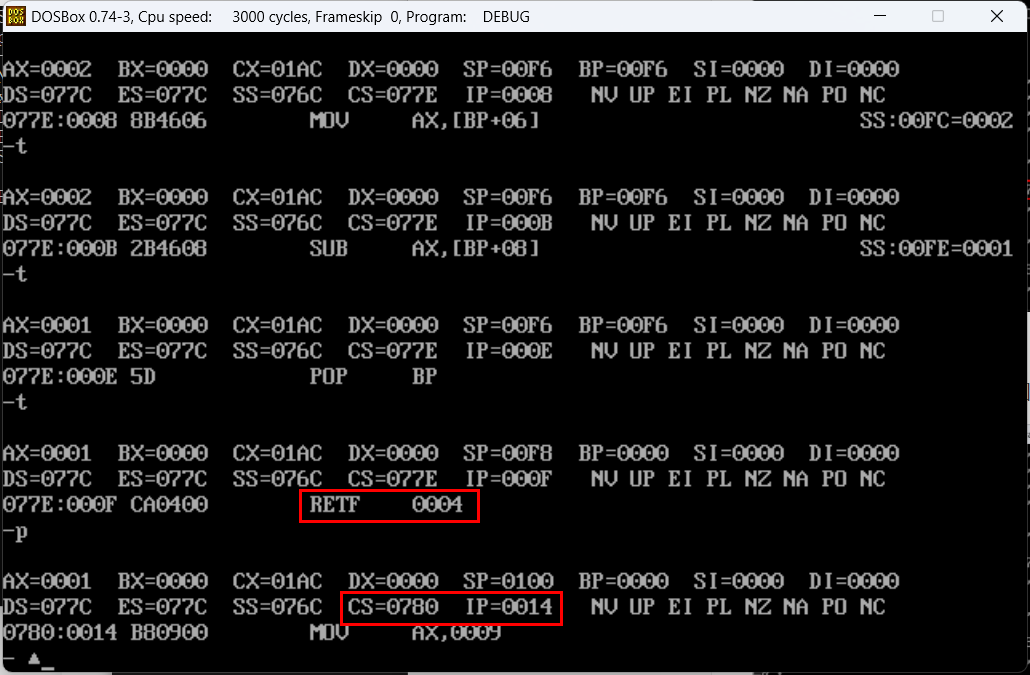 DOSBox 0.74-3, Cpu speed: 3000 cycles, Frameskip 0, Program: DEBUG
AX=0002 BX=0000 CX=01AC DX=0000 SP=00F6 BP=00F6 SI=0000 DI=0000
DS=077C ES=077C SS=076C CS=077E IP=0008 NV UP EI PL NZ NA PO NC
077E:0008 8B4606 MOV AX,[BP+06] SS:00FC=0002
-t
AX=0002 BX=0000 CX=01AC DX=0000 SP=00F6 BP=00F6 SI=0000 DI=0000
DS=077C ES=077C SS=076C CS=077E IP=000B NV UP EI PL NZ NA PO NC
077E:000B 2B4608 SUB AX,[BP+08] SS:00FE=0001
-t
AX=0001 BX=0000 CX=01AC DX=0000 SP=00F6 BP=00F6 SI=0000 DI=0000
DS=077C ES=077C SS=076C CS=077E IP=000E NV UP EI PL NZ NA PO NC
077E:000E 5D POP BP
-t
AX=0001 BX=0000 CX=01AC DX=0000 SP=00F8 BP=0000 SI=0000 DI=0000
DS=077C ES=077C SS=076C CS=077E IP=000F NV UP EI PL NZ NA PO NC
077E:000F CA0400 RETF 0004
-p
AX=0001 BX=0000 CX=01AC DX=0000 SP=0100 BP=0000 SI=0000 DI=0000
DS=077C ES=077C SS=076C CS=0780 IP=0014 NV UP EI PL NZ NA PO NC
0780:0014 B80900 MOV AX,0009
- ▲_